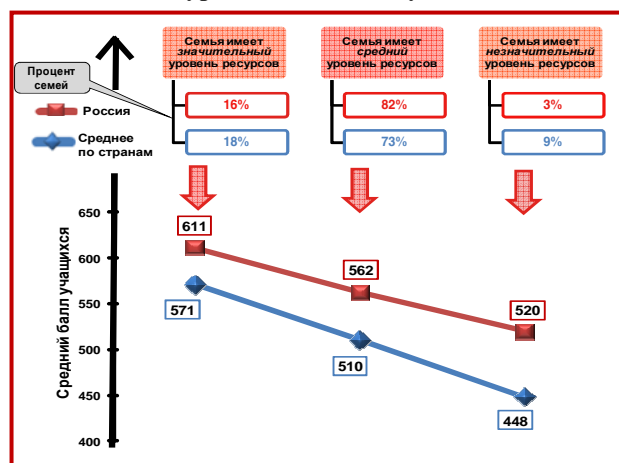 Семья имеет
значительный
уровень ресурсов
Семья имеет
средний
уровень ресурсов
Семья имеет
незначительный
уровень ресурсов
Процент
семей
Россия
16%
82%
3%
Среднее
по странам
18%
73%
9%
Средний балл учащихся
650
600
550
500
450
400
611
562
520
571
510
448